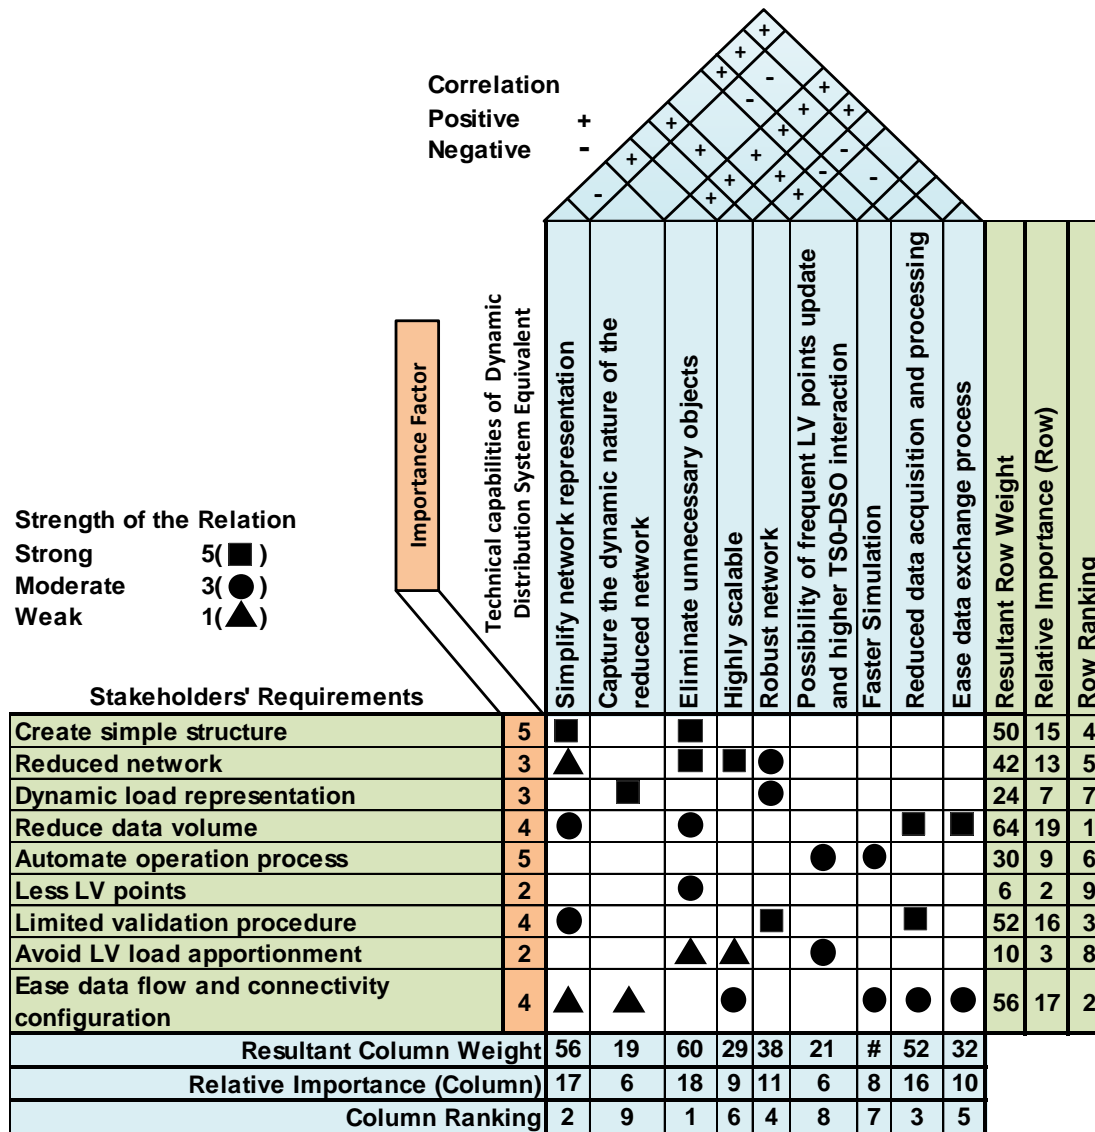 Correlation
Positive +
Negative -
Strength of the Relation
Strong 5(■)
Moderate 3(●)
Weak 1(▲)
Importance Factor
Technical capabilities of Dynamic
Distribution System Equivalent
Simplify network representation
Capture the dynamic nature of the
reduced network
Eliminate unnecessary objects
Highly scalable
Robust network
Possibility of frequent LV points update
and higher TS0-DSO interaction
Faster Simulation
Reduced data acquisition and processing
Ease data exchange process
Resultant Row Weight
Relative Importance (Row)
Row Ranking
Stakeholders' Requirements
Create simple structure 5 ■ ■ 50 15 4
Reduced network 3 ▲ ■ ■ ● 42 13 5
Dynamic load representation 3 ■ ● 24 7 7
Reduce data volume 4 ● ● ■ ■ 64 19 1
Automate operation process 5 ● ● 30 9 6
Less LV points 2 ● 6 2 9
Limited validation procedure 4 ● ■ ■ 52 16 3
Avoid LV load apportionment 2 ▲ ▲ ● 10 3 8
Ease data flow and connectivity
configuration 4 ▲ ▲ ● ● ● ● 56 17 2
Resultant Column Weight 56 19 60 29 38 21 # 52 32
Relative Importance (Column) 17 6 18 9 11 6 8 16 10
Column Ranking 2 9 1 6 4 8 7 3 5